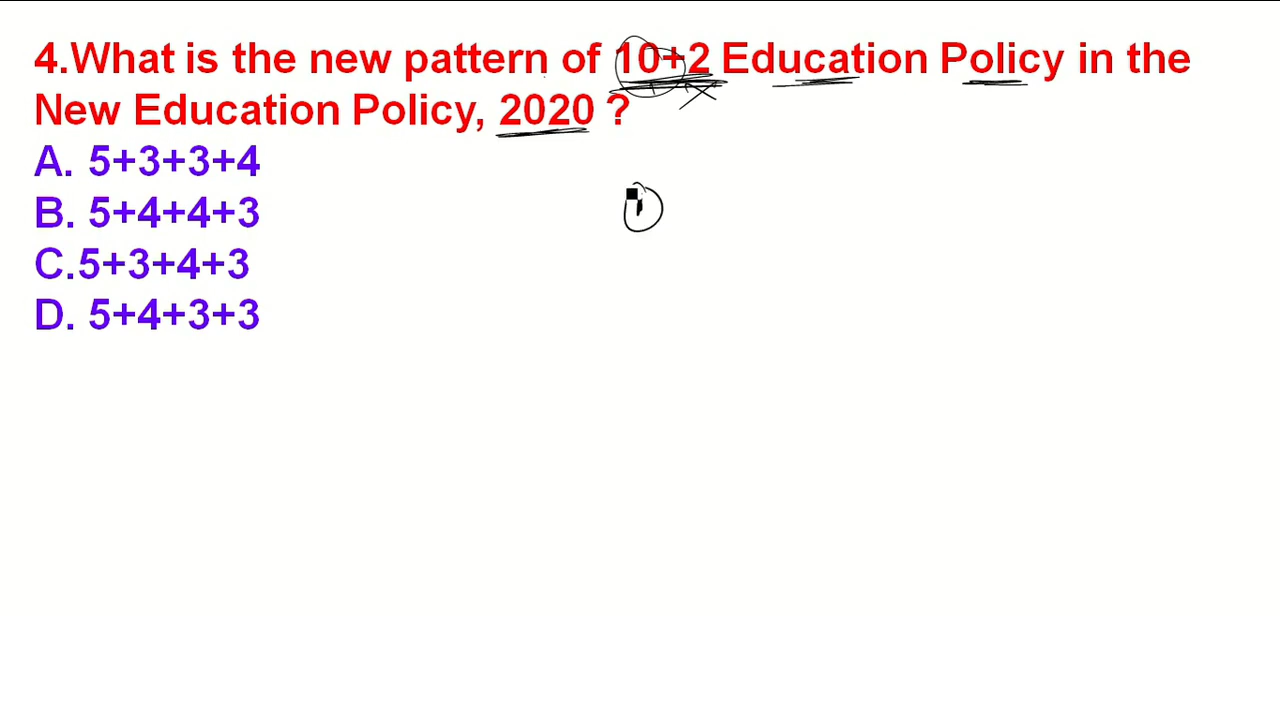 4.What is the new pattern of 10+2 Education Policy in the
New Education Policy, 2020 ?
A. 5+3+3+4
B. 5+4+4+3
C.5+3+4+3
D. 5+4+3+3